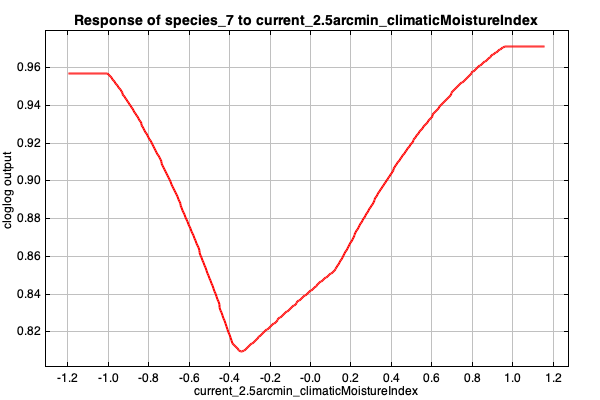 Response of species_7 to current_2.5arcmin_climaticMoistureIndex
cloglog output
0.96
0.94
0.92
0.90
0.88
0.86
0.84
0.82
-1.2 -1.0 -0.8 -0.6 -0.4 -0.2 -0.0 0.2 0.4 0.6 0.8 1.0 1.2
current_2.5arcmin_climaticMoistureIndex